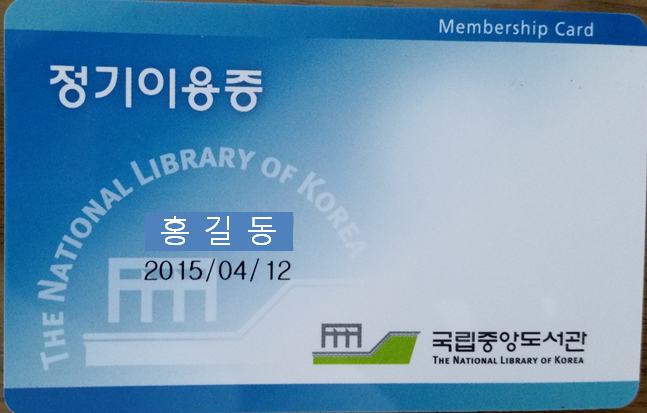 Membership Card
정기이용증
THE NATIONAL LIBRARY OF KOREA
홍 길 동
2015/04/12
국립중앙도서관
THE NATIONAL LIBRARY OF KOREA